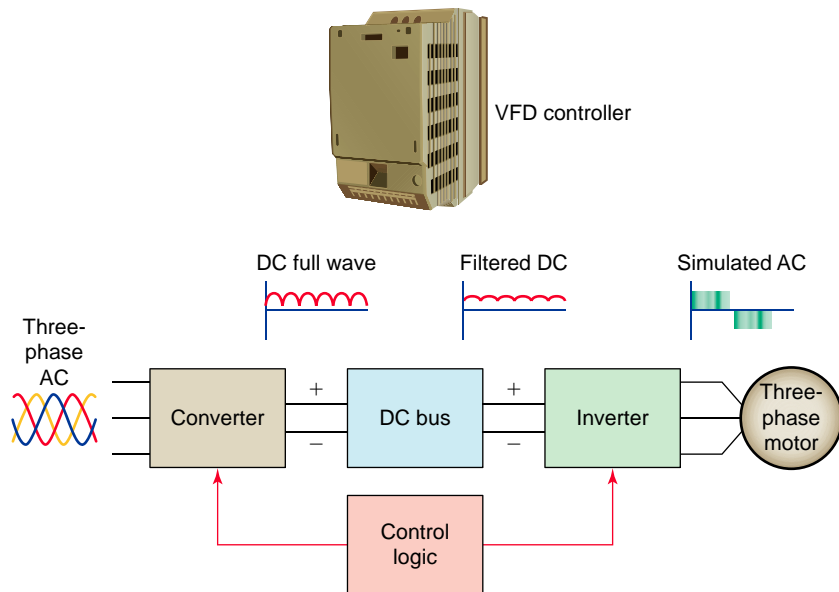 VFD controller
DC full wave
Filtered DC
Simulated AC
Three-
phase
AC
Converter
+
−
DC bus
+
−
Inverter
Three-
phase
motor
Control
logic